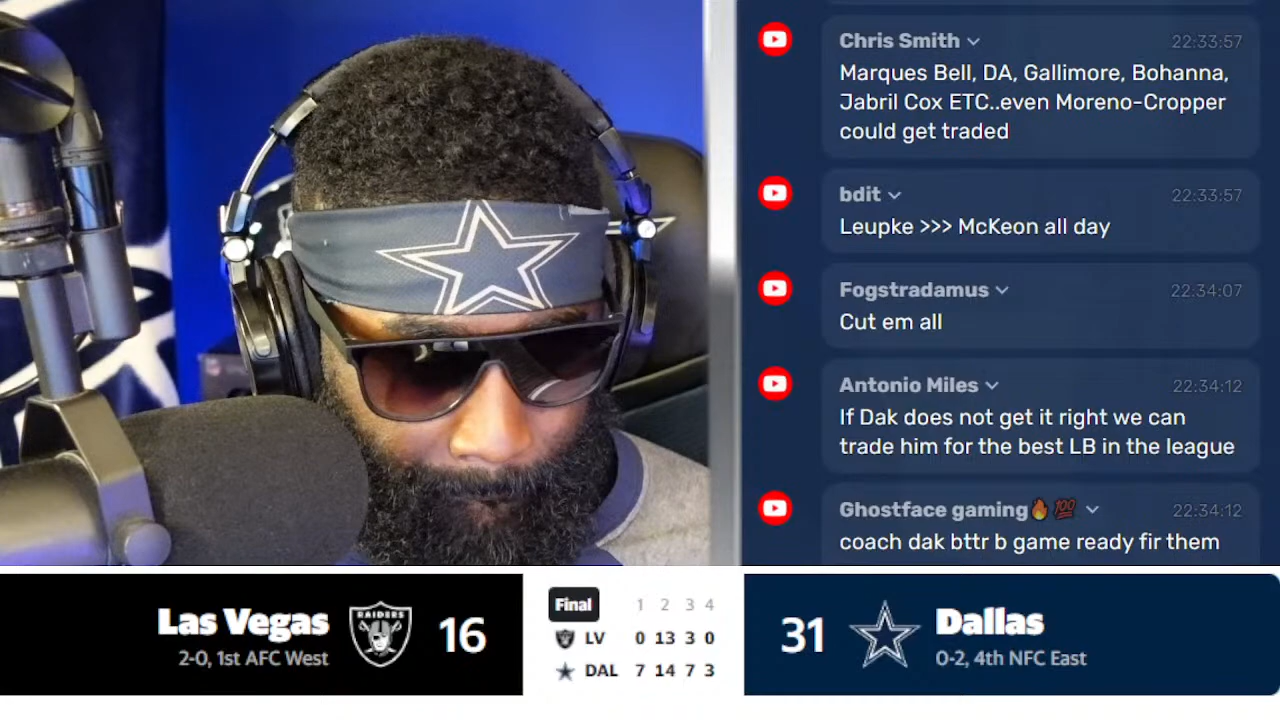 Chris Smith
22:33:57
Marques Bell, DA, Gallimore, Bohanna,
Jabril Cox ETC..even Moreno-Cropper
could get traded
bdit
22:33:57
Leupke >>> McKeon all day
Fogstradamus
22:34:07
Cut em all
Antonio Miles
22:34:12
If Dak does not get it right we can
trade him for the best LB in the league
Ghostface gaming🔥💯
22:34:12
coach dak bttr b game ready fir them
Las Vegas
2-0, 1st AFC West
RAIDERS
16
Final 1 2 3 4
LV 0 13 3 0
DAL 7 14 7 3
31
Dallas
0-2, 4th NFC East